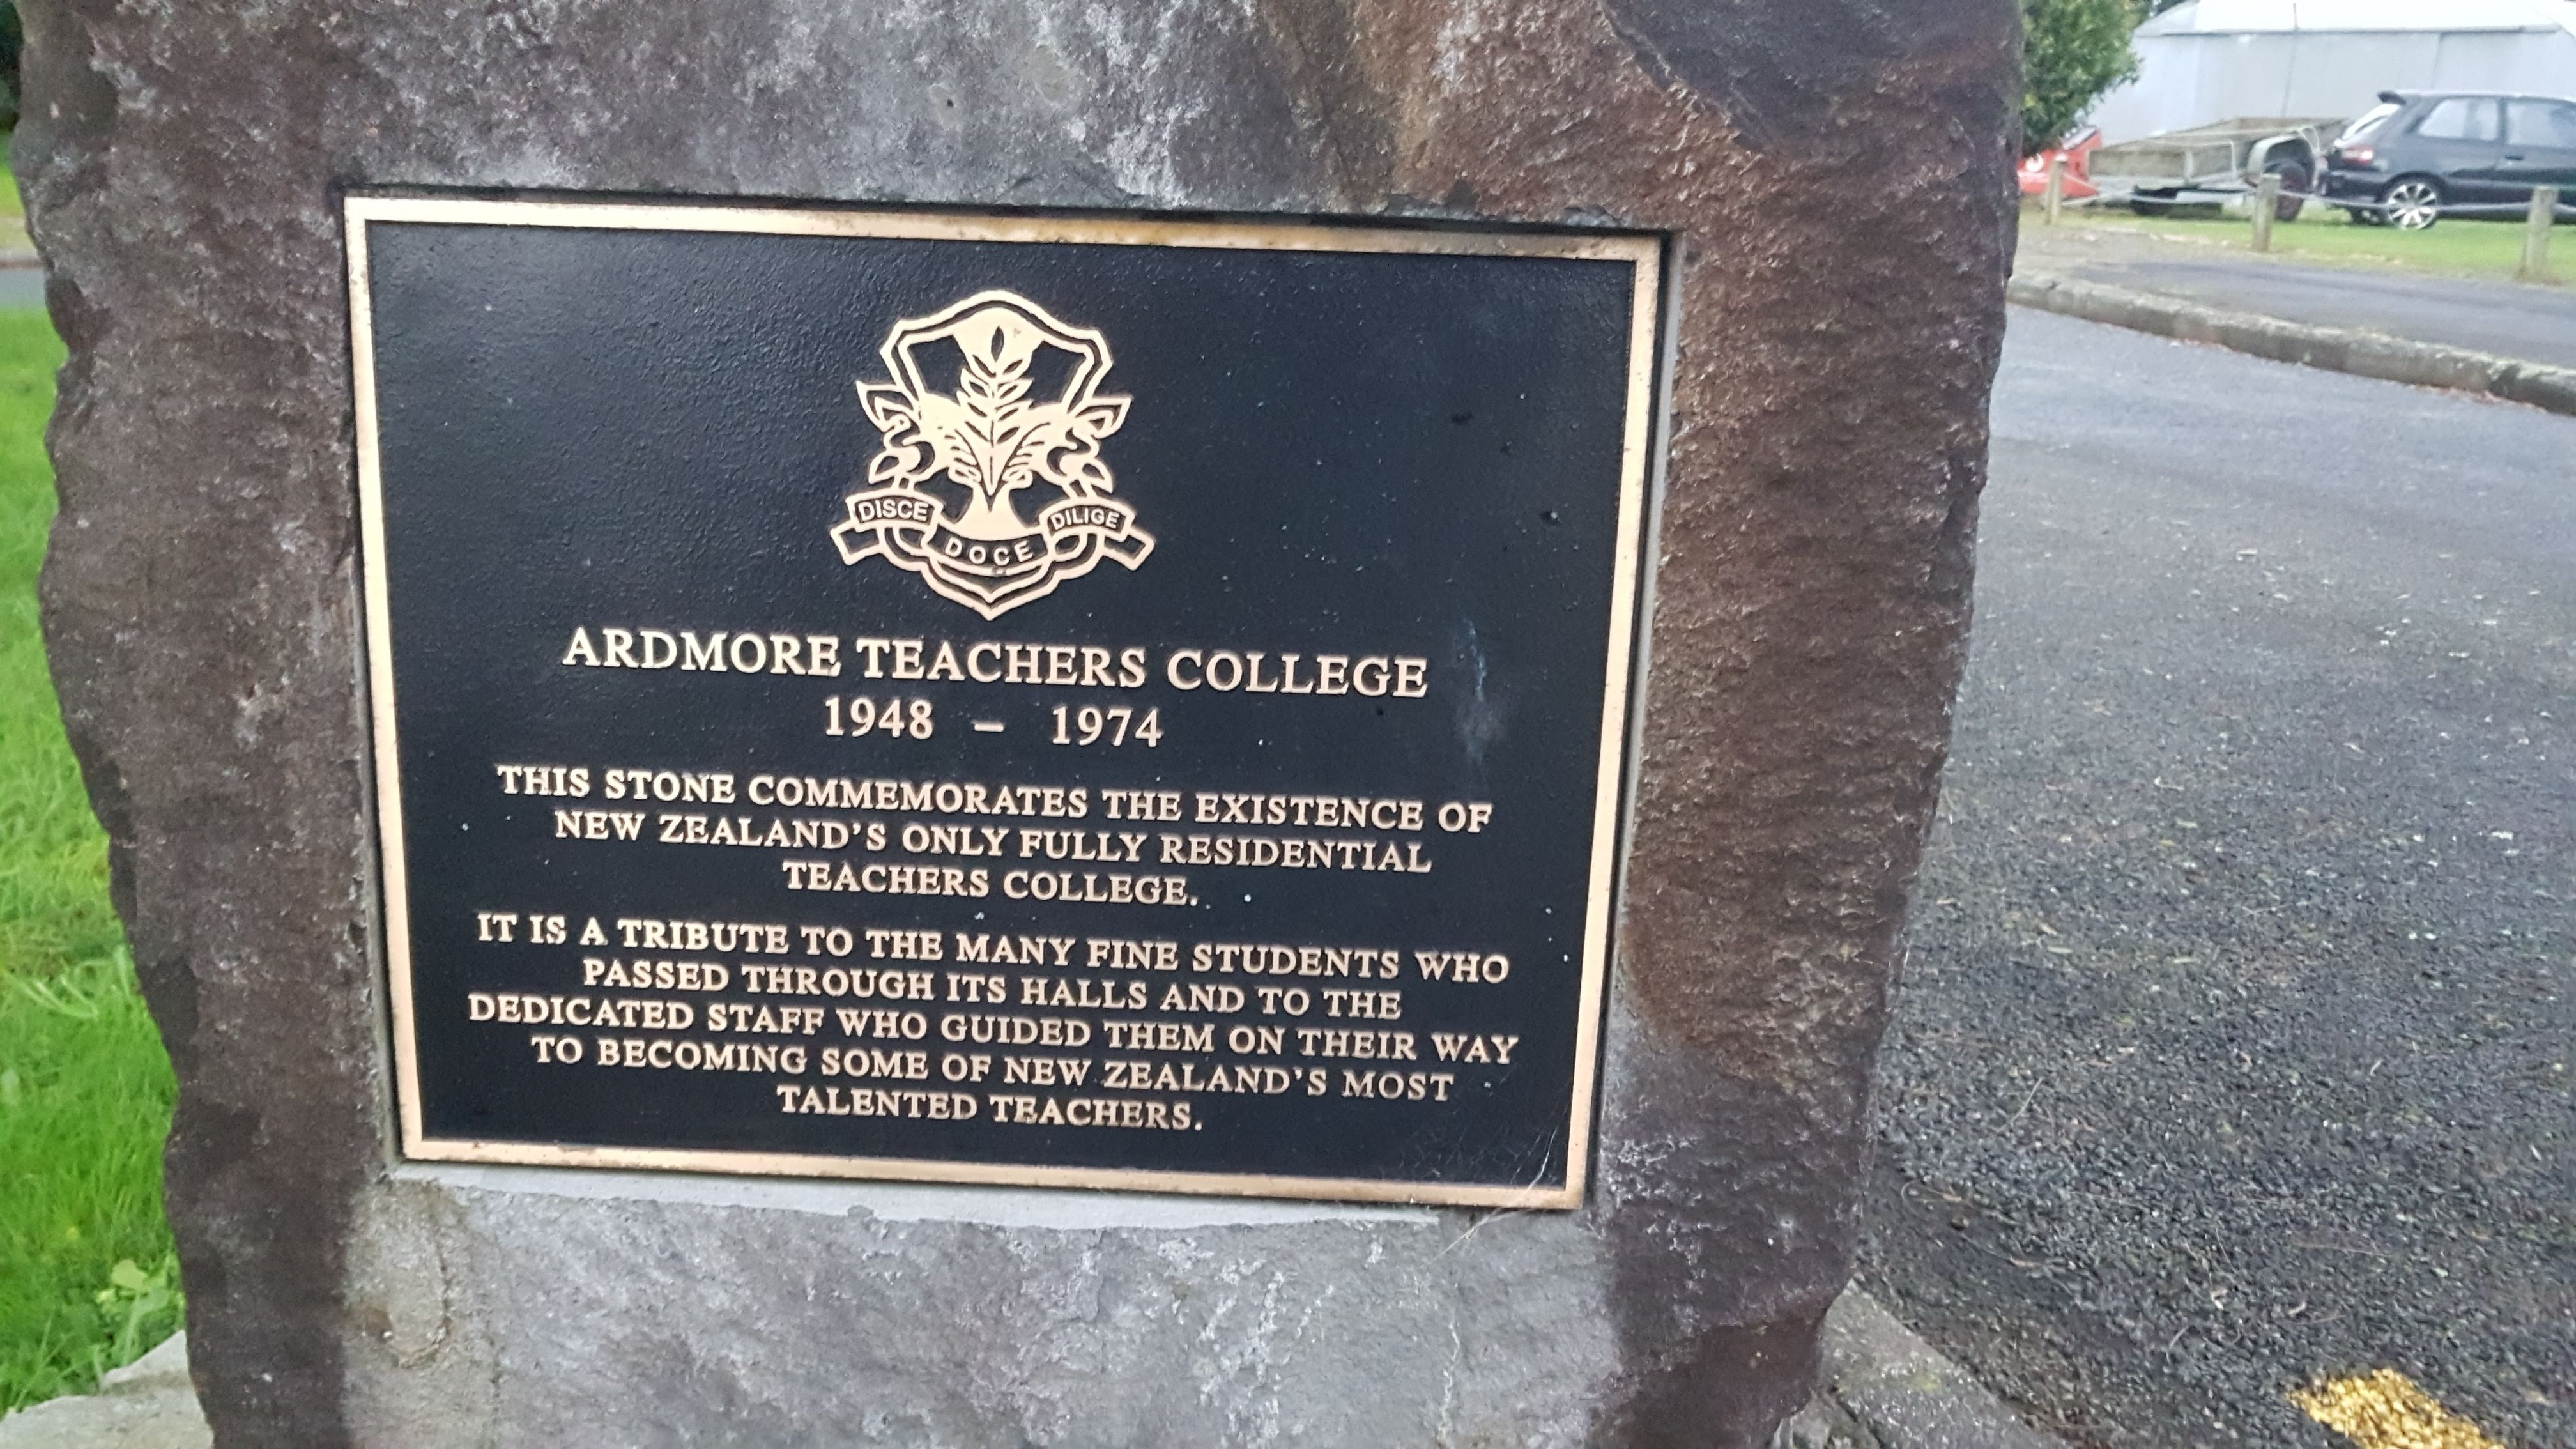 DISCE
DILIGE
DOCE
ARDMORE TEACHERS COLLEGE
1948 – 1974
THIS STONE COMMEMORATES THE EXISTENCE OF
NEW ZEALAND'S ONLY FULLY RESIDENTIAL
TEACHERS COLLEGE.
IT IS A TRIBUTE TO THE MANY FINE STUDENTS WHO
PASSED THROUGH ITS HALLS AND TO THE
DEDICATED STAFF WHO GUIDED THEM ON THEIR WAY
TO BECOMING SOME OF NEW ZEALAND'S MOST
TALENTED TEACHERS.